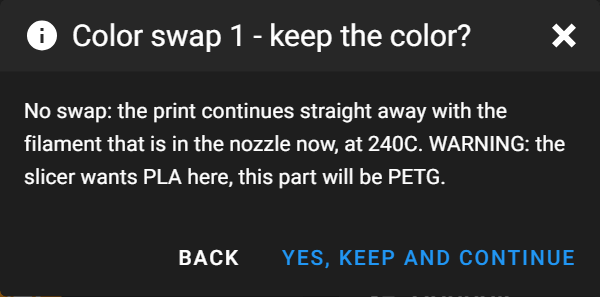 Color swap 1 - keep the color?
No swap: the print continues straight away with the
filament that is in the nozzle now, at 240C. WARNING: the
slicer wants PLA here, this part will be PETG.
BACK YES, KEEP AND CONTINUE